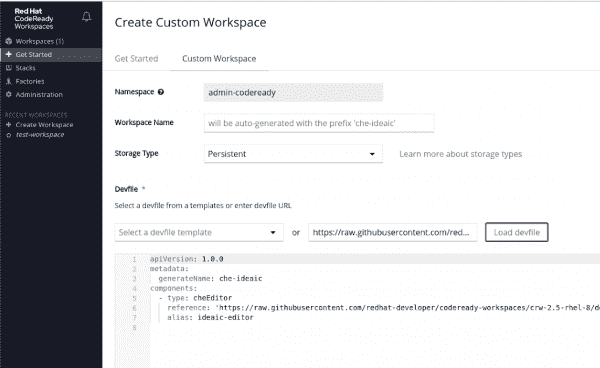 Red Hat
CodeReady
Workspaces
Workspaces (1)
Get Started
Stacks
Factories
Administration
RECENT WORKSPACES
Create Workspace
test-workspace
Create Custom Workspace
Get Started Custom Workspace
Namespace admin-codeready
Workspace Name will be auto-generated with the prefix 'che-ideaic'
Storage Type Persistent Learn more about storage types
Devfile *
Select a devfile from a templates or enter devfile URL
Select a devfile template or https://raw.githubusercontent.com/red... Load devfile
1 apiVersion: 1.0.0
2 metadata:
3 generateName: che-ideaic
4 components:
5 - type: cheEditor
6 reference: 'https://raw.githubusercontent.com/redhat-developer/codeready-workspaces/crw-2.5-rhel-8/d
7 alias: ideaic-editor
8